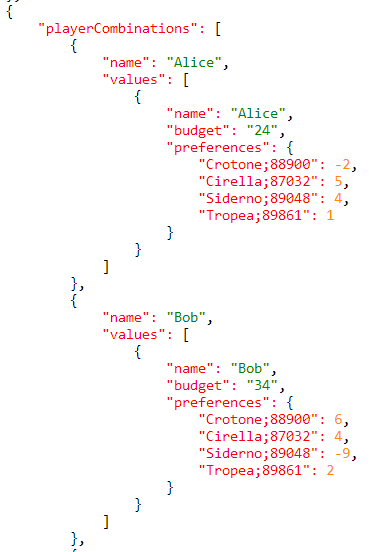 {
"playerCombinations": [
{
"name": "Alice",
"values": [
{
"name": "Alice",
"budget": "24",
"preferences": {
"Crotone;88900": -2,
"Cirella;87032": 5,
"Siderno;89048": 4,
"Tropea;89861": 1
}
}
]
},
{
"name": "Bob",
"values": [
{
"name": "Bob",
"budget": "34",
"preferences": {
"Crotone;88900": 6,
"Cirella;87032": 4,
"Siderno;89048": -9,
"Tropea;89861": 2
}
}
]
},